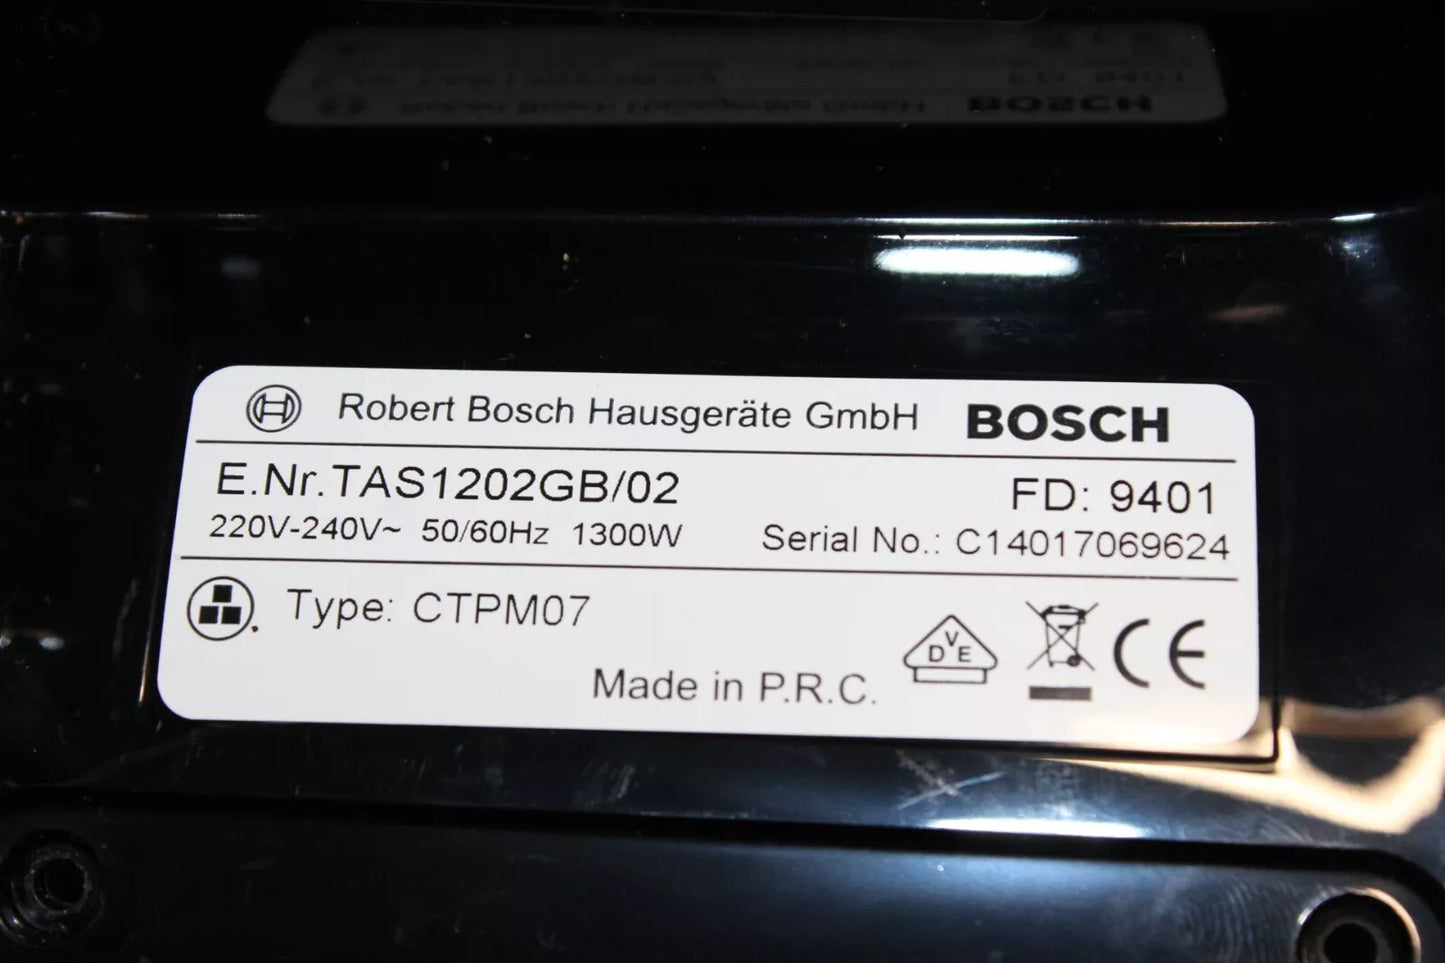 Robert Bosch Hausgeräte GmbH BOSCH
E.Nr.TAS1202GB/02 FD: 9401
220V-240V~ 50/60Hz 1300W Serial No.: C14017069624
Type: CTPM07
Made in P.R.C.
VDE CE